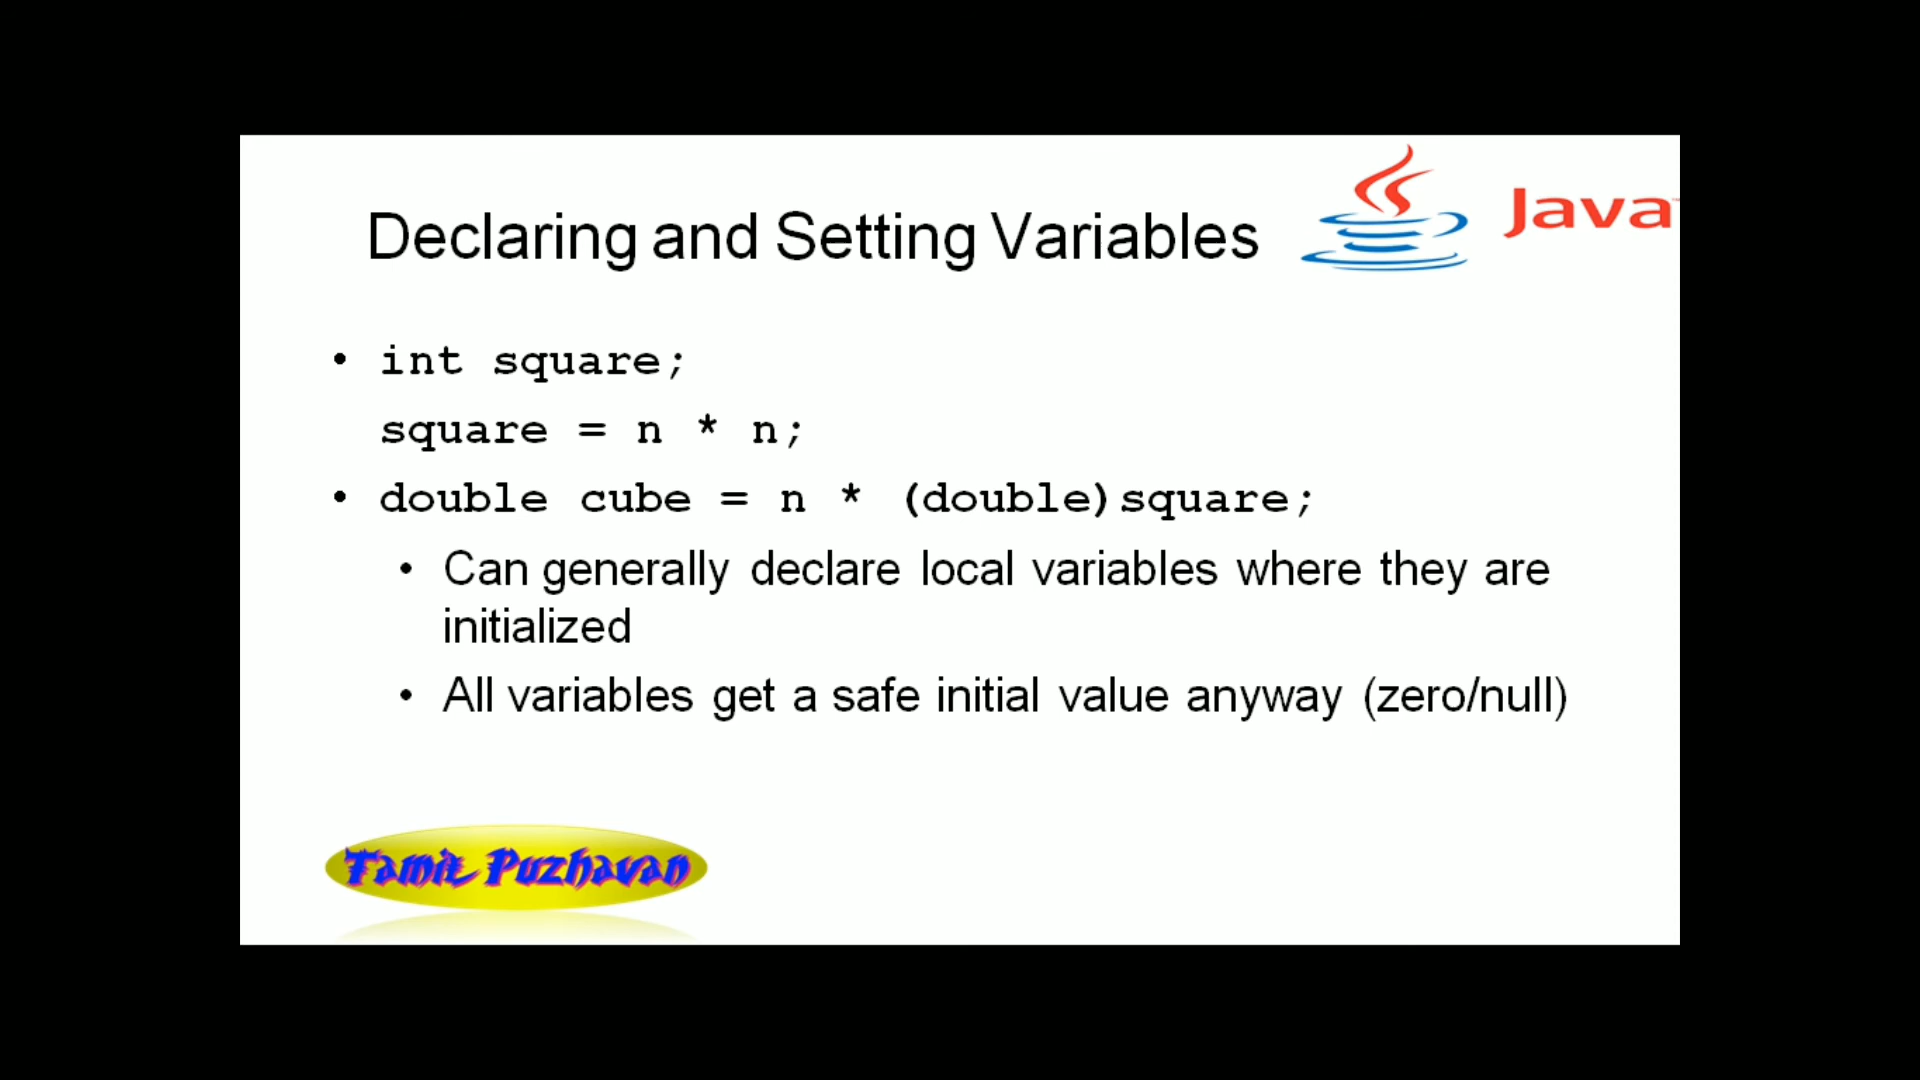 Declaring and Setting Variables
Java
• int square;
square = n * n;
• double cube = n * (double)square;
• Can generally declare local variables where they are
initialized
• All variables get a safe initial value anyway (zero/null)
Tamil Puzhavan